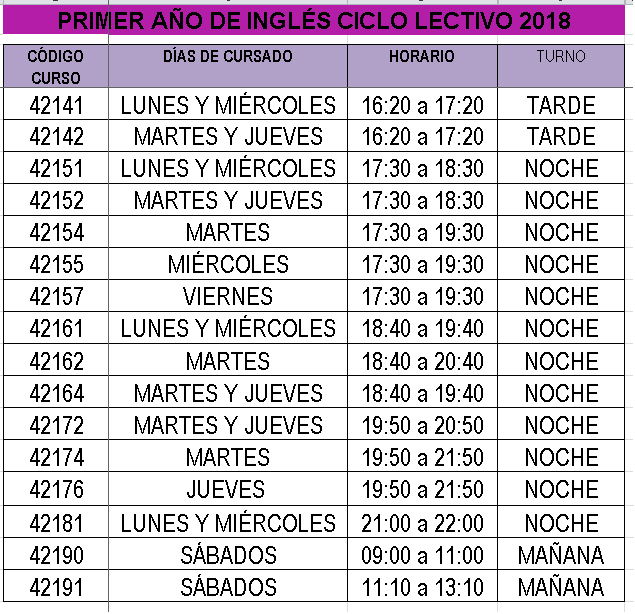 PRIMER AÑO DE INGLÉS CICLO LECTIVO 2018
CÓDIGO CURSO DÍAS DE CURSADO HORARIO TURNO
42141 LUNES Y MIÉRCOLES 16:20 a 17:20 TARDE
42142 MARTES Y JUEVES 16:20 a 17:20 TARDE
42151 LUNES Y MIÉRCOLES 17:30 a 18:30 NOCHE
42152 MARTES Y JUEVES 17:30 a 18:30 NOCHE
42154 MARTES 17:30 a 19:30 NOCHE
42155 MIÉRCOLES 17:30 a 19:30 NOCHE
42157 VIERNES 17:30 a 19:30 NOCHE
42161 LUNES Y MIÉRCOLES 18:40 a 19:40 NOCHE
42162 MARTES 18:40 a 20:40 NOCHE
42164 MARTES Y JUEVES 18:40 a 19:40 NOCHE
42172 MARTES Y JUEVES 19:50 a 20:50 NOCHE
42174 MARTES 19:50 a 21:50 NOCHE
42176 JUEVES 19:50 a 21:50 NOCHE
42181 LUNES Y MIÉRCOLES 21:00 a 22:00 NOCHE
42190 SÁBADOS 09:00 a 11:00 MAÑANA
42191 SÁBADOS 11:10 a 13:10 MAÑANA